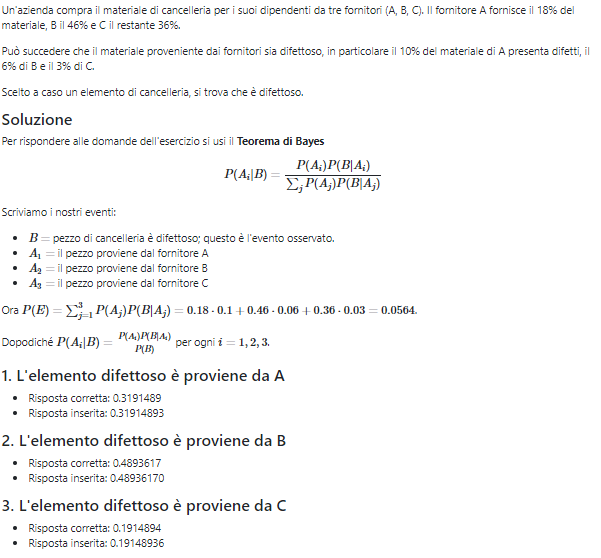 Un'azienda compra il materiale di cancelleria per i suoi dipendenti da tre fornitori (A, B, C). Il fornitore A fornisce il 18% del
materiale, B il 46% e C il restante 36%.
Può succedere che il materiale proveniente dai fornitori sia difettoso, in particolare il 10% del materiale di A presenta difetti, il
6% di B e il 3% di C.
Scelto a caso un elemento di cancelleria, si trova che è difettoso.
Soluzione
Per rispondere alle domande dell'esercizio si usi il Teorema di Bayes
P(A_i|B) = \frac{P(A_i)P(B|A_i)}{\sum_j P(A_j)P(B|A_j)}
Scriviamo i nostri eventi:
• B = pezzo di cancelleria è difettoso; questo è l'evento osservato.
• A₁ = il pezzo proviene dal fornitore A
• A₂ = il pezzo proviene dal fornitore B
• A₃ = il pezzo proviene dal fornitore C
Ora P(E) = \sum_{j=1}^{3} P(A_j)P(B|A_j) = 0.18 · 0.1 + 0.46 · 0.06 + 0.36 · 0.03 = 0.0564.
Dopodiché P(A_i|B) = \frac{P(A_i)P(B|A_i)}{P(B)} per ogni i = 1, 2, 3.
1. L'elemento difettoso è proviene da A
• Risposta corretta: 0.3191489
• Risposta inserita: 0.31914893
2. L'elemento difettoso è proviene da B
• Risposta corretta: 0.4893617
• Risposta inserita: 0.48936170
3. L'elemento difettoso è proviene da C
• Risposta corretta: 0.1914894
• Risposta inserita: 0.19148936